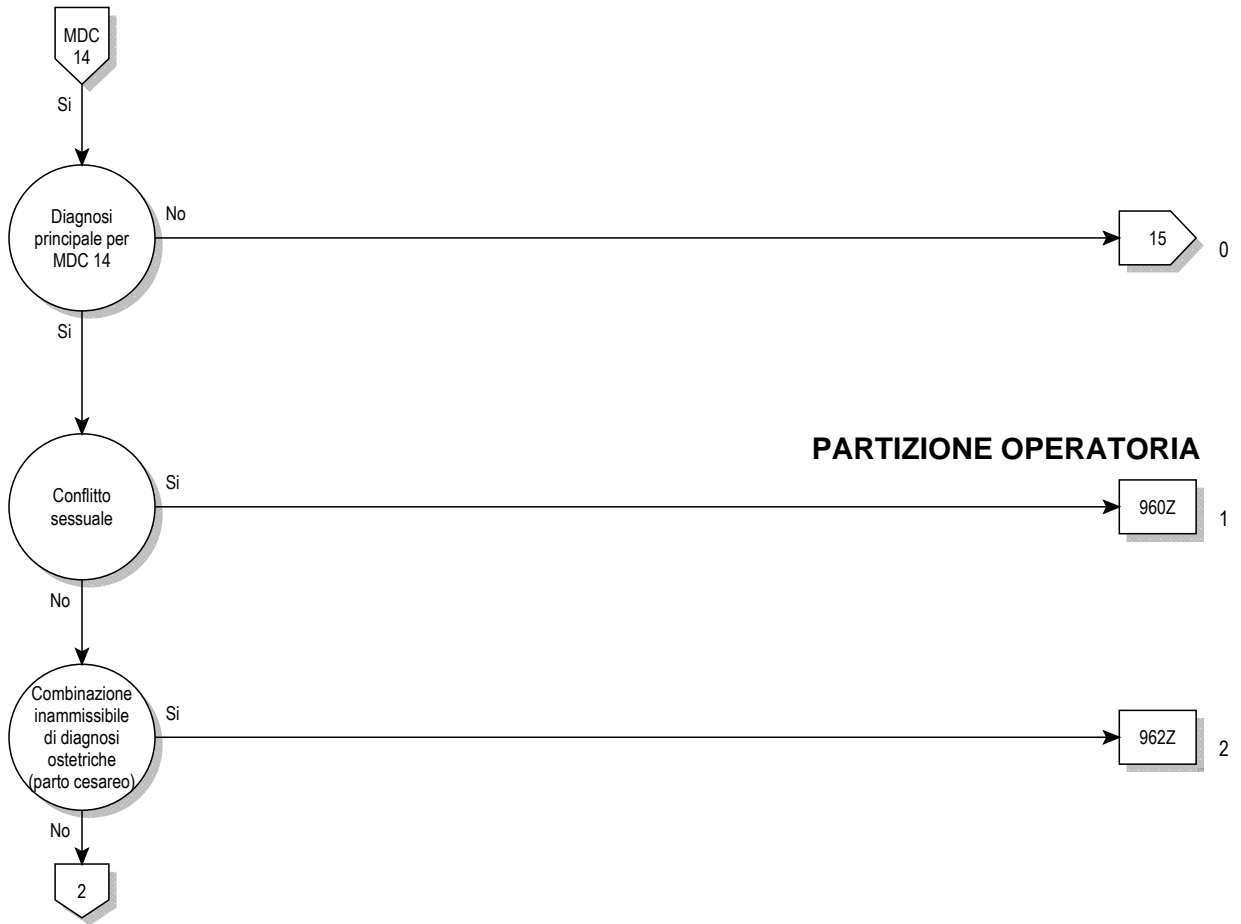 MDC
14
Si
Diagnosi
principale per
MDC 14
No
15
0
Si
PARTIZIONE OPERATORIA
Conflitto
sessuale
Si
960Z
1
No
Combinazione
inammissibile
di diagnosi
ostetriche
(parto cesareo)
Si
962Z
2
No
2